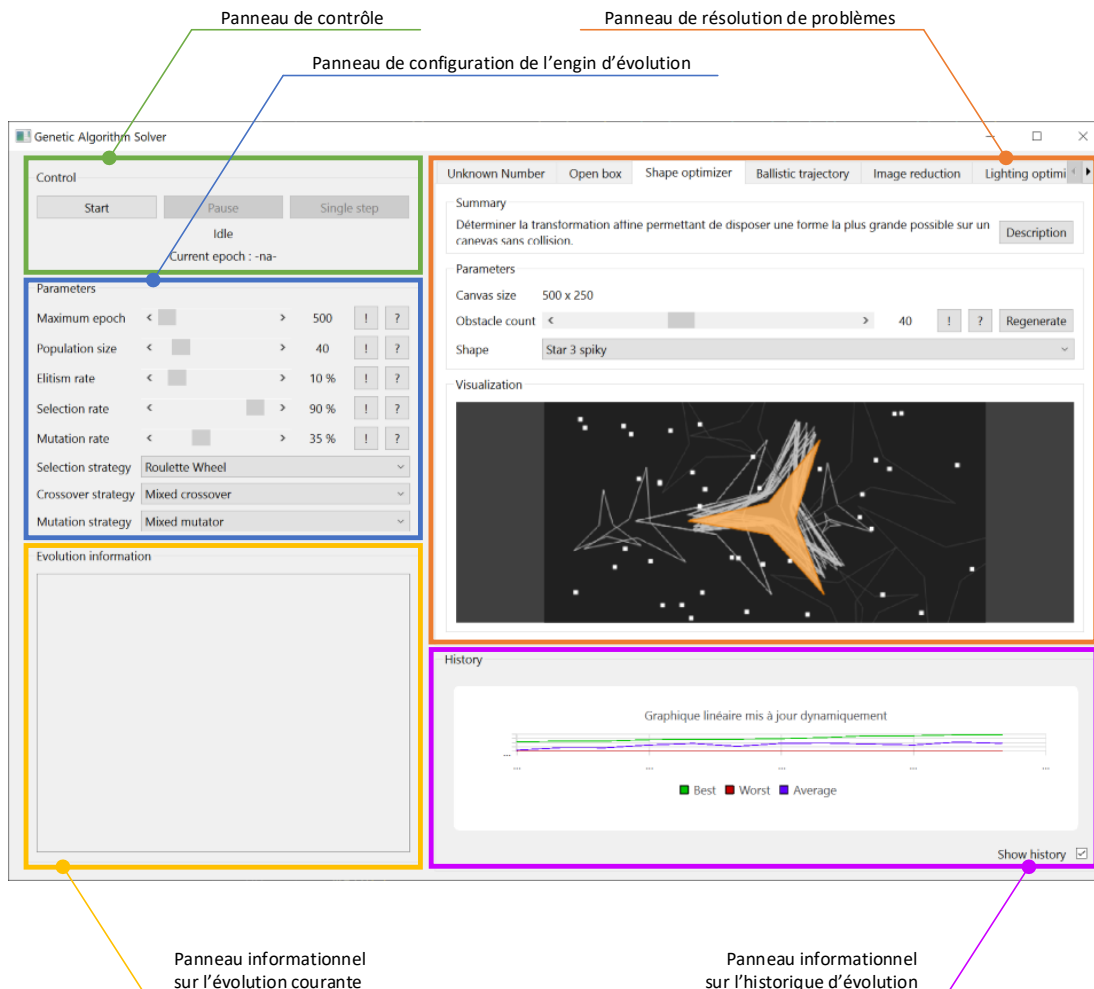 Panneau de contrôle
Panneau de résolution de problèmes
Panneau de configuration de l'engin d'évolution
Genetic Algorithm Solver
Control
Start Pause Single step
Idle
Current epoch : -na-
Parameters
Maximum epoch 500 ! ?
Population size 40 ! ?
Elitism rate 10 % ! ?
Selection rate 90 % ! ?
Mutation rate 35 % ! ?
Selection strategy Roulette Wheel
Crossover strategy Mixed crossover
Mutation strategy Mixed mutator
Evolution information
Unknown Number Open box Shape optimizer Ballistic trajectory Image reduction Lighting optimi
Summary
Déterminer la transformation affine permettant de disposer une forme la plus grande possible sur un
canevas sans collision.
Description
Parameters
Canvas size 500 x 250
Obstacle count 40 ! ? Regenerate
Shape Star 3 spiky
Visualization
History
Graphique linéaire mis à jour dynamiquement
...
... ... ... ... ...
Best Worst Average
Show history
Panneau informationnel
sur l'évolution courante
Panneau informationnel
sur l'historique d'évolution